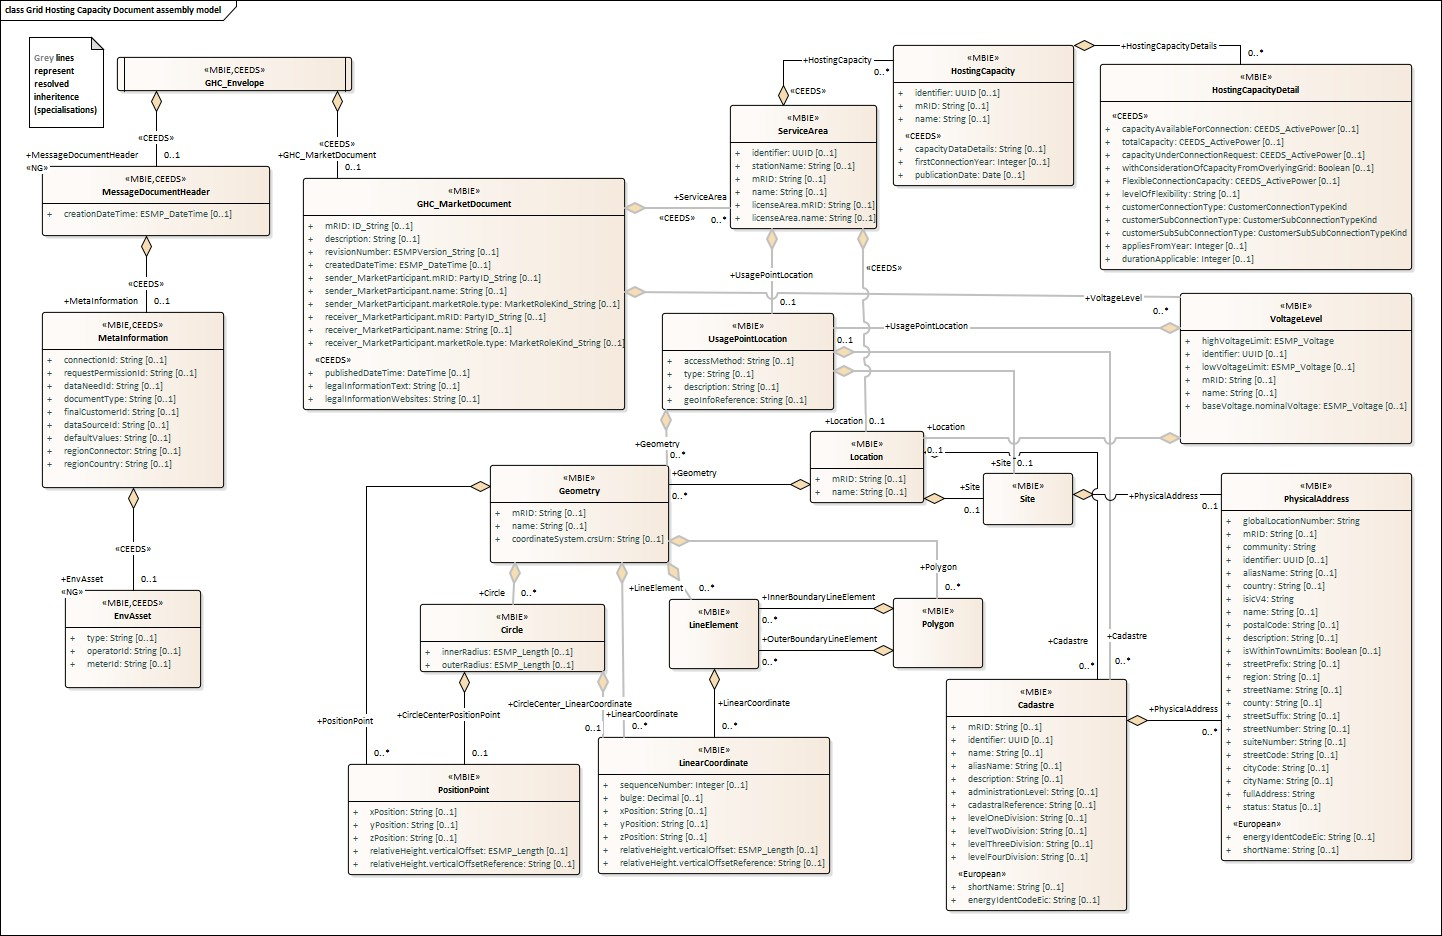 class Grid Hosting Capacity Document assembly model
Grey lines
represent
resolved
inheritence
(specialisations)
«MBIE,CEEDS»
GHC_Envelope
«CEEDS»
+MessageDocumentHeader
0..1
«NG»
«CEEDS»
+GHC_MarketDocument
0..1
«MBIE,CEEDS»
MessageDocumentHeader
+ creationDateTime: ESMP_DateTime [0..1]
«CEEDS»
+MetaInformation
0..1
«MBIE,CEEDS»
MetaInformation
+ connectionId: String [0..1]
+ requestPermissionId: String [0..1]
+ dataNeedId: String [0..1]
+ documentType: String [0..1]
+ finalCustomerId: String [0..1]
+ dataSourceId: String [0..1]
+ defaultValues: String [0..1]
+ regionConnector: String [0..1]
+ regionCountry: String [0..1]
«CEEDS»
+EnvAsset
0..1
«NG»
«MBIE,CEEDS»
EnvAsset
+ type: String [0..1]
+ operatorId: String [0..1]
+ meterId: String [0..1]
«MBIE,CEEDS»
GHC_MarketDocument
+ mRID: ID_String [0..1]
+ description: String [0..1]
+ revisionNumber: ESMPVersion_String [0..1]
+ createdDateTime: ESMP_DateTime [0..1]
+ sender_MarketParticipant.mRID: PartyID_String [0..1]
+ sender_MarketParticipant.name: String [0..1]
+ sender_MarketParticipant.marketRole.type: MarketRoleKind_String [0..1]
+ receiver_MarketParticipant.mRID: PartyID_String [0..1]
+ receiver_MarketParticipant.name: String [0..1]
+ receiver_MarketParticipant.marketRole.type: MarketRoleKind_String [0..1]
«CEEDS»
+ publishedDateTime: DateTime [0..1]
+ legalInformationText: String [0..1]
+ legalInformationWebsites: String [0..1]
+ServiceArea
«CEEDS»
0..*
+HostingCapacity
0..*
«CEEDS»
«MBIE»
ServiceArea
+ identifier: UUID [0..1]
+ stationName: String [0..1]
+ mRID: String [0..1]
+ name: String [0..1]
+ licenseArea.mRID: String [0..1]
+ licenseArea.name: String [0..1]
«MBIE»
HostingCapacity
+ identifier: UUID [0..1]
+ mRID: String [0..1]
+ name: String [0..1]
«CEEDS»
+ capacityDataDetails: String [0..1]
+ firstConnectionYear: Integer [0..1]
+ publicationDate: Date [0..1]
+HostingCapacityDetails
0..*
«MBIE»
HostingCapacityDetail
«CEEDS»
+ capacityAvailableForConnection: CEEDS_ActivePower [0..1]
+ totalCapacity: CEEDS_ActivePower [0..1]
+ capacityUnderConnectionRequest: CEEDS_ActivePower [0..1]
+ withConsiderationOfCapacityFromOverlyingGrid: Boolean [0..1]
+ FlexibleConnectionCapacity: CEEDS_ActivePower [0..1]
+ levelOfFlexibility: String [0..1]
+ customerConnectionType: CustomerConnectionTypeKind
+ customerSubConnectionType: CustomerSubConnectionTypeKind
+ customerSubSubConnectionType: CustomerSubSubConnectionTypeKind
+ appliesFromYear: Integer [0..1]
+ durationApplicable: Integer [0..1]
+UsagePointLocation
0..1
«CEEDS»
+VoltageLevel
0..*
«MBIE»
VoltageLevel
+ highVoltageLimit: ESMP_Voltage
+ identifier: UUID [0..1]
+ lowVoltageLimit: ESMP_Voltage [0..1]
+ mRID: String [0..1]
+ name: String [0..1]
+ baseVoltage.nominalVoltage: ESMP_Voltage [0..1]
«MBIE»
UsagePointLocation
+ accessMethod: String [0..1]
+ type: String [0..1]
+ description: String [0..1]
+ geoInfoReference: String [0..1]
+UsagePointLocation
0..1
+Location
0..1
+Location
0..1
«MBIE»
Location
+ mRID: String [0..1]
+ name: String [0..1]
+Geometry
0..*
+Geometry
0..*
+Site
0..1
+Site
0..1
«MBIE»
Site
+PhysicalAddress
0..1
«MBIE»
PhysicalAddress
+ globalLocationNumber: String
+ mRID: String [0..1]
+ community: String
+ identifier: UUID [0..1]
+ aliasName: String [0..1]
+ country: String [0..1]
+ isicV4: String
+ name: String [0..1]
+ postalCode: String [0..1]
+ description: String [0..1]
+ isWithinTownLimits: Boolean [0..1]
+ streetPrefix: String [0..1]
+ region: String [0..1]
+ streetName: String [0..1]
+ county: String [0..1]
+ streetSuffix: String [0..1]
+ streetNumber: String [0..1]
+ suiteNumber: String [0..1]
+ streetCode: String [0..1]
+ cityCode: String [0..1]
+ cityName: String [0..1]
+ fullAddress: String
+ status: Status [0..1]
«European»
+ energyIdentCodeEic: String [0..1]
+ shortName: String [0..1]
«MBIE»
Geometry
+ mRID: String [0..1]
+ name: String [0..1]
+ coordinateSystem.crsUrn: String [0..1]
+Circle
0..*
+LineElement
0..*
+Polygon
0..*
«MBIE»
Circle
+ innerRadius: ESMP_Length [0..1]
+ outerRadius: ESMP_Length [0..1]
«MBIE»
LineElement
+InnerBoundaryLineElement
0..*
+OuterBoundaryLineElement
0..*
«MBIE»
Polygon
+Cadastre
0..*
+Cadastre
0..*
+PositionPoint
0..*
+CircleCenterPositionPoint
0..1
+CircleCenter_LinearCoordinate
0..1
+LinearCoordinate
0..*
+LinearCoordinate
0..*
«MBIE»
PositionPoint
+ xPosition: String [0..1]
+ yPosition: String [0..1]
+ zPosition: String [0..1]
+ relativeHeight.verticalOffset: ESMP_Length [0..1]
+ relativeHeight.verticalOffsetReference: String [0..1]
«MBIE»
LinearCoordinate
+ sequenceNumber: Integer [0..1]
+ bulge: Decimal [0..1]
+ xPosition: String [0..1]
+ yPosition: String [0..1]
+ zPosition: String [0..1]
+ relativeHeight.verticalOffset: ESMP_Length [0..1]
+ relativeHeight.verticalOffsetReference: String [0..1]
«MBIE»
Cadastre
+ mRID: String [0..1]
+ identifier: UUID [0..1]
+ name: String [0..1]
+ aliasName: String [0..1]
+ description: String [0..1]
+ administrationLevel: String [0..1]
+ cadastralReference: String [0..1]
+ levelOneDivision: String [0..1]
+ levelTwoDivision: String [0..1]
+ levelThreeDivision: String [0..1]
+ levelFourDivision: String [0..1]
«European»
+ shortName: String [0..1]
+ energyIdentCodeEic: String [0..1]
+PhysicalAddress
0..*